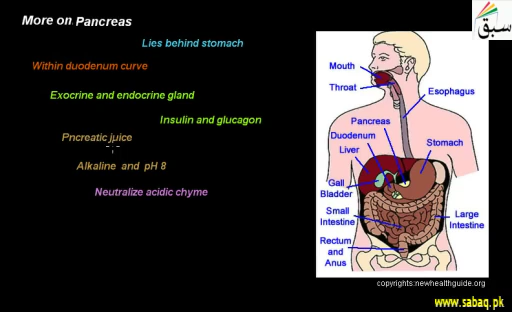 More on Pancreas
Lies behind stomach
Within duodenum curve
Exocrine and endocrine gland
Insulin and glucagon
Pncreatic juice
Alkaline and pH 8
Neutralize acidic chyme
سبق
Mouth
Throat
Esophagus
Pancreas
Duodenum
Liver
Stomach
Gall
Bladder
Small
Intestine
Large
Intestine
Rectum
and
Anus
copyrights:newhealthguide.org
www.sabaq.pk